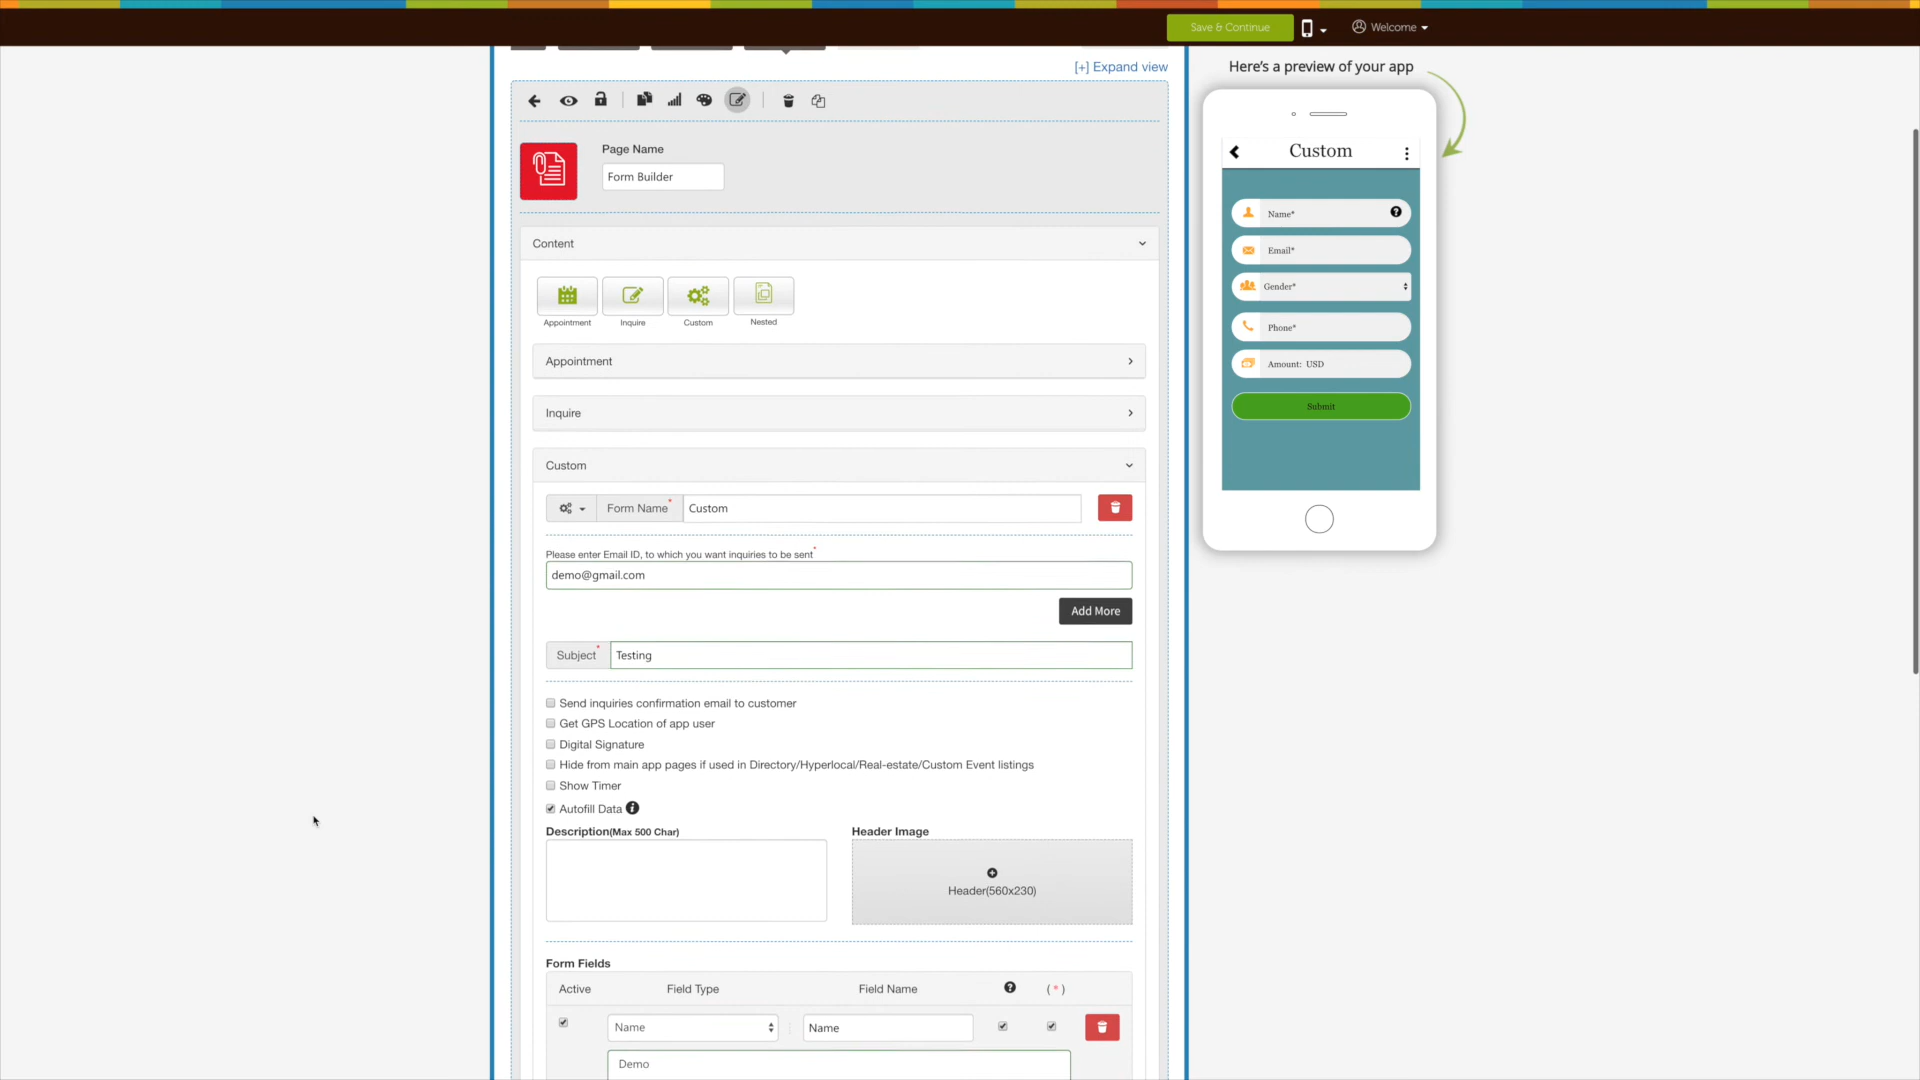 Save & Continue
Welcome
[+] Expand view
Here's a preview of your app
Page Name
Form Builder
Content
Appointment
Inquire
Custom
Nested
Appointment
Inquire
Custom
Form Name*
Custom
Please enter Email ID, to which you want inquiries to be sent*
demo@gmail.com
Add More
Subject*
Testing
Send inquiries confirmation email to customer
Get GPS Location of app user
Digital Signature
Hide from main app pages if used in Directory/Hyperlocal/Real-estate/Custom Event listings
Show Timer
Autofill Data
Description(Max 500 Char)
Header Image
Header(560x230)
Form Fields
Active
Field Type
Field Name
( * )
Name
Name
Demo
Custom
Name*
Email*
Gender*
Phone*
Amount: USD
Submit